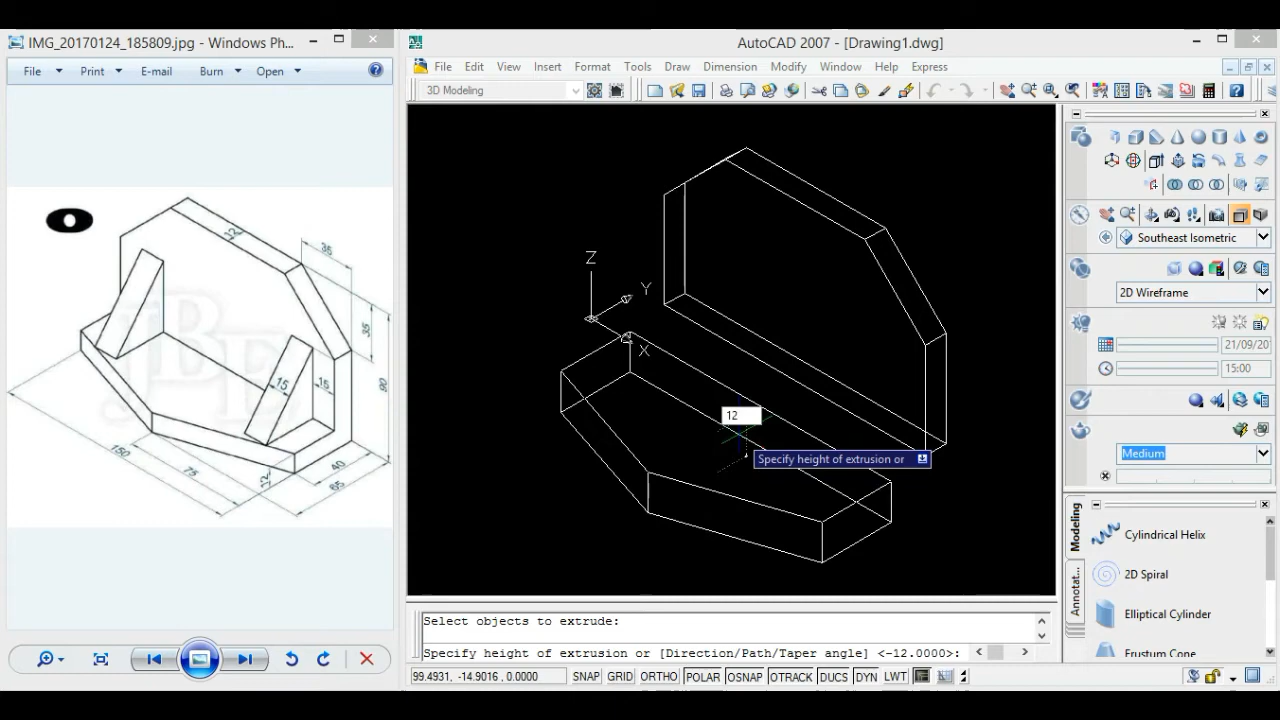 IMG_20170124_185809.jpg - Windows Ph...
File Print E-mail Burn Open
12
35
35
90
15
15
150
75
12
40
65
JBE
AutoCAD 2007 - [Drawing1.dwg]
File Edit View Insert Format Tools Draw Dimension Modify Window Help Express
3D Modeling
Z
Y
X
12
Specify height of extrusion or
Southeast Isometric
2D Wireframe
21/09/20
15:00
Medium
Modeling
Annotat...
Cylindrical Helix
2D Spiral
Elliptical Cylinder
Frustum Cone
Select objects to extrude:
Specify height of extrusion or [Direction/Path/Taper angle] <-12.0000>:
99.4931, -14.9016, 0.0000 SNAP GRID ORTHO POLAR OSNAP OTRACK DUCS DYN LWT